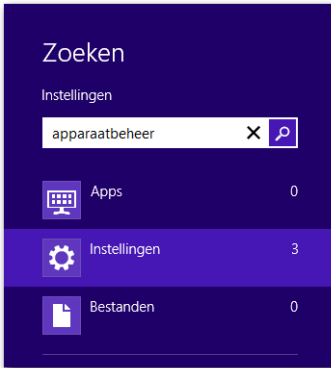 Zoeken
Instellingen
apparaatbeheer
Apps 0
Instellingen 3
Bestanden 0